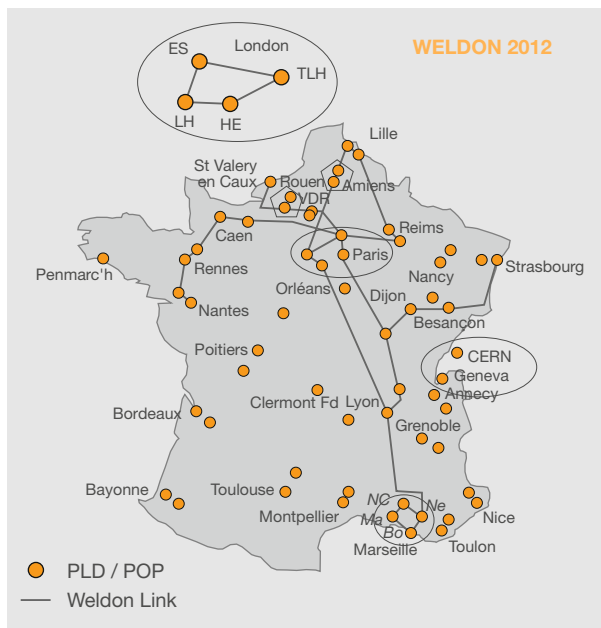 WELDON 2012
ES
London
TLH
LH
HE
Lille
St Valery
en Caux
Rouen
Amiens
VDR
Caen
Reims
Penmarc'h
Rennes
Paris
Nancy
Strasbourg
Orléans
Dijon
Nantes
Besançon
Poitiers
CERN
Geneva
Annecy
Bordeaux
Clermont Fd
Lyon
Grenoble
Bayonne
Toulouse
NC
Ne
Montpellier
Ma
Nice
Bo
Marseille
Toulon
PLD / POP
Weldon Link